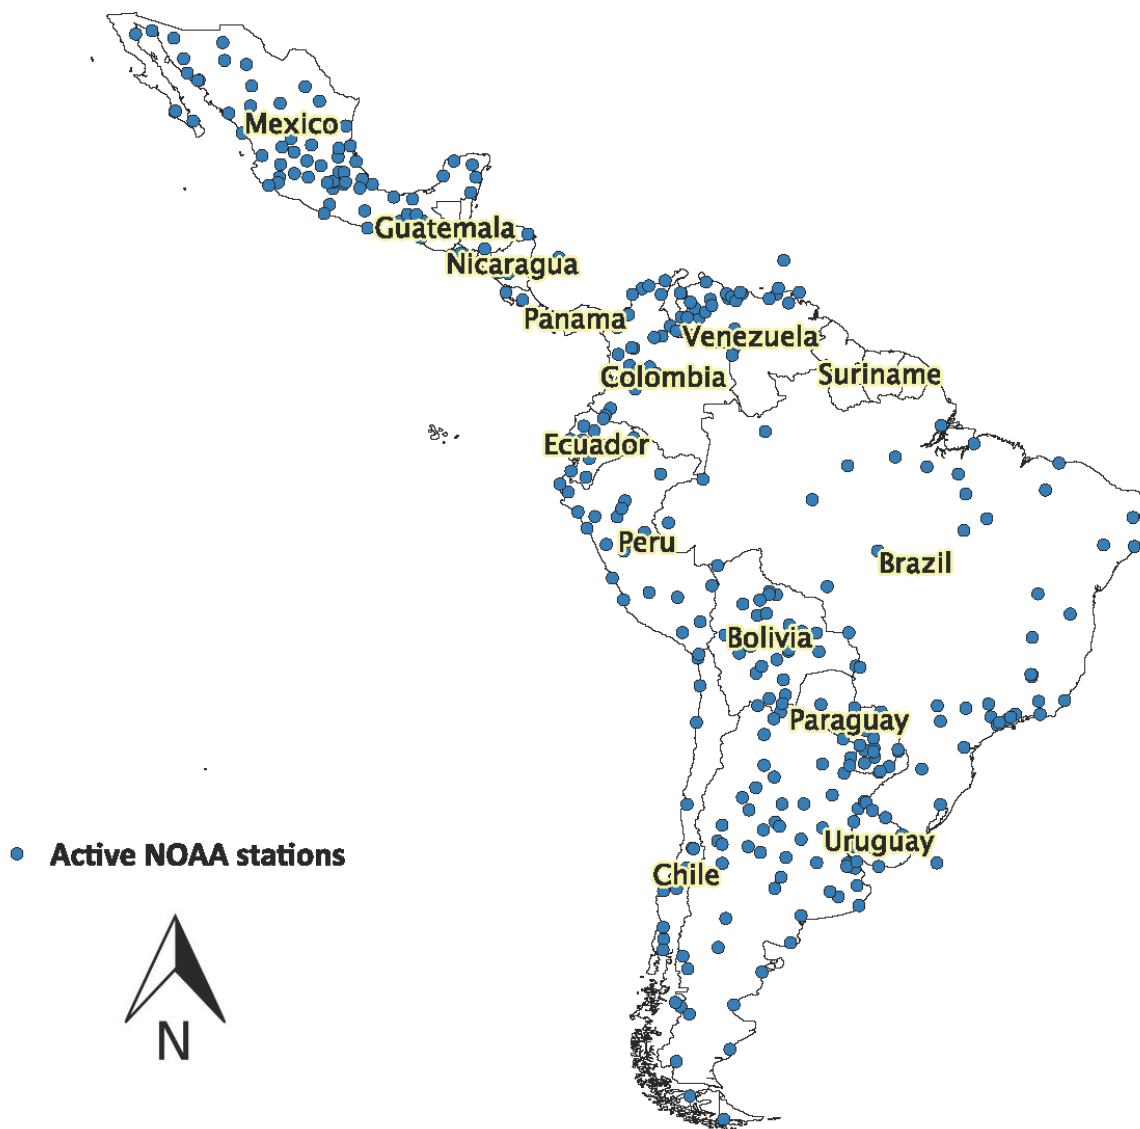 Mexico
Guatemala
Nicaragua
Panama
Venezuela
Colombia
Suriname
Ecuador
Peru
Brazil
Bolivia
Paraguay
Uruguay
Active NOAA stations
Chile
N